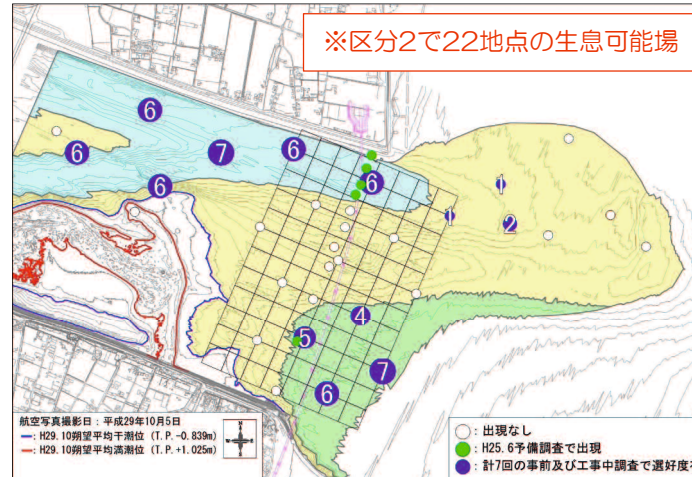 ※区分2で22地点の生息可能場
6
6
7
6
6
6
1
1
2
4
5
7
6
航空写真撮影日：平成29年10月5日
：H29.10朔望平均干潮位（T.P.-0.839m）
：H29.10朔望平均満潮位（T.P.+1.025m）
N
S
W
E
：出現なし
：H25.6予備調査で出現
：計7回の事前及び工事中調査で選好度